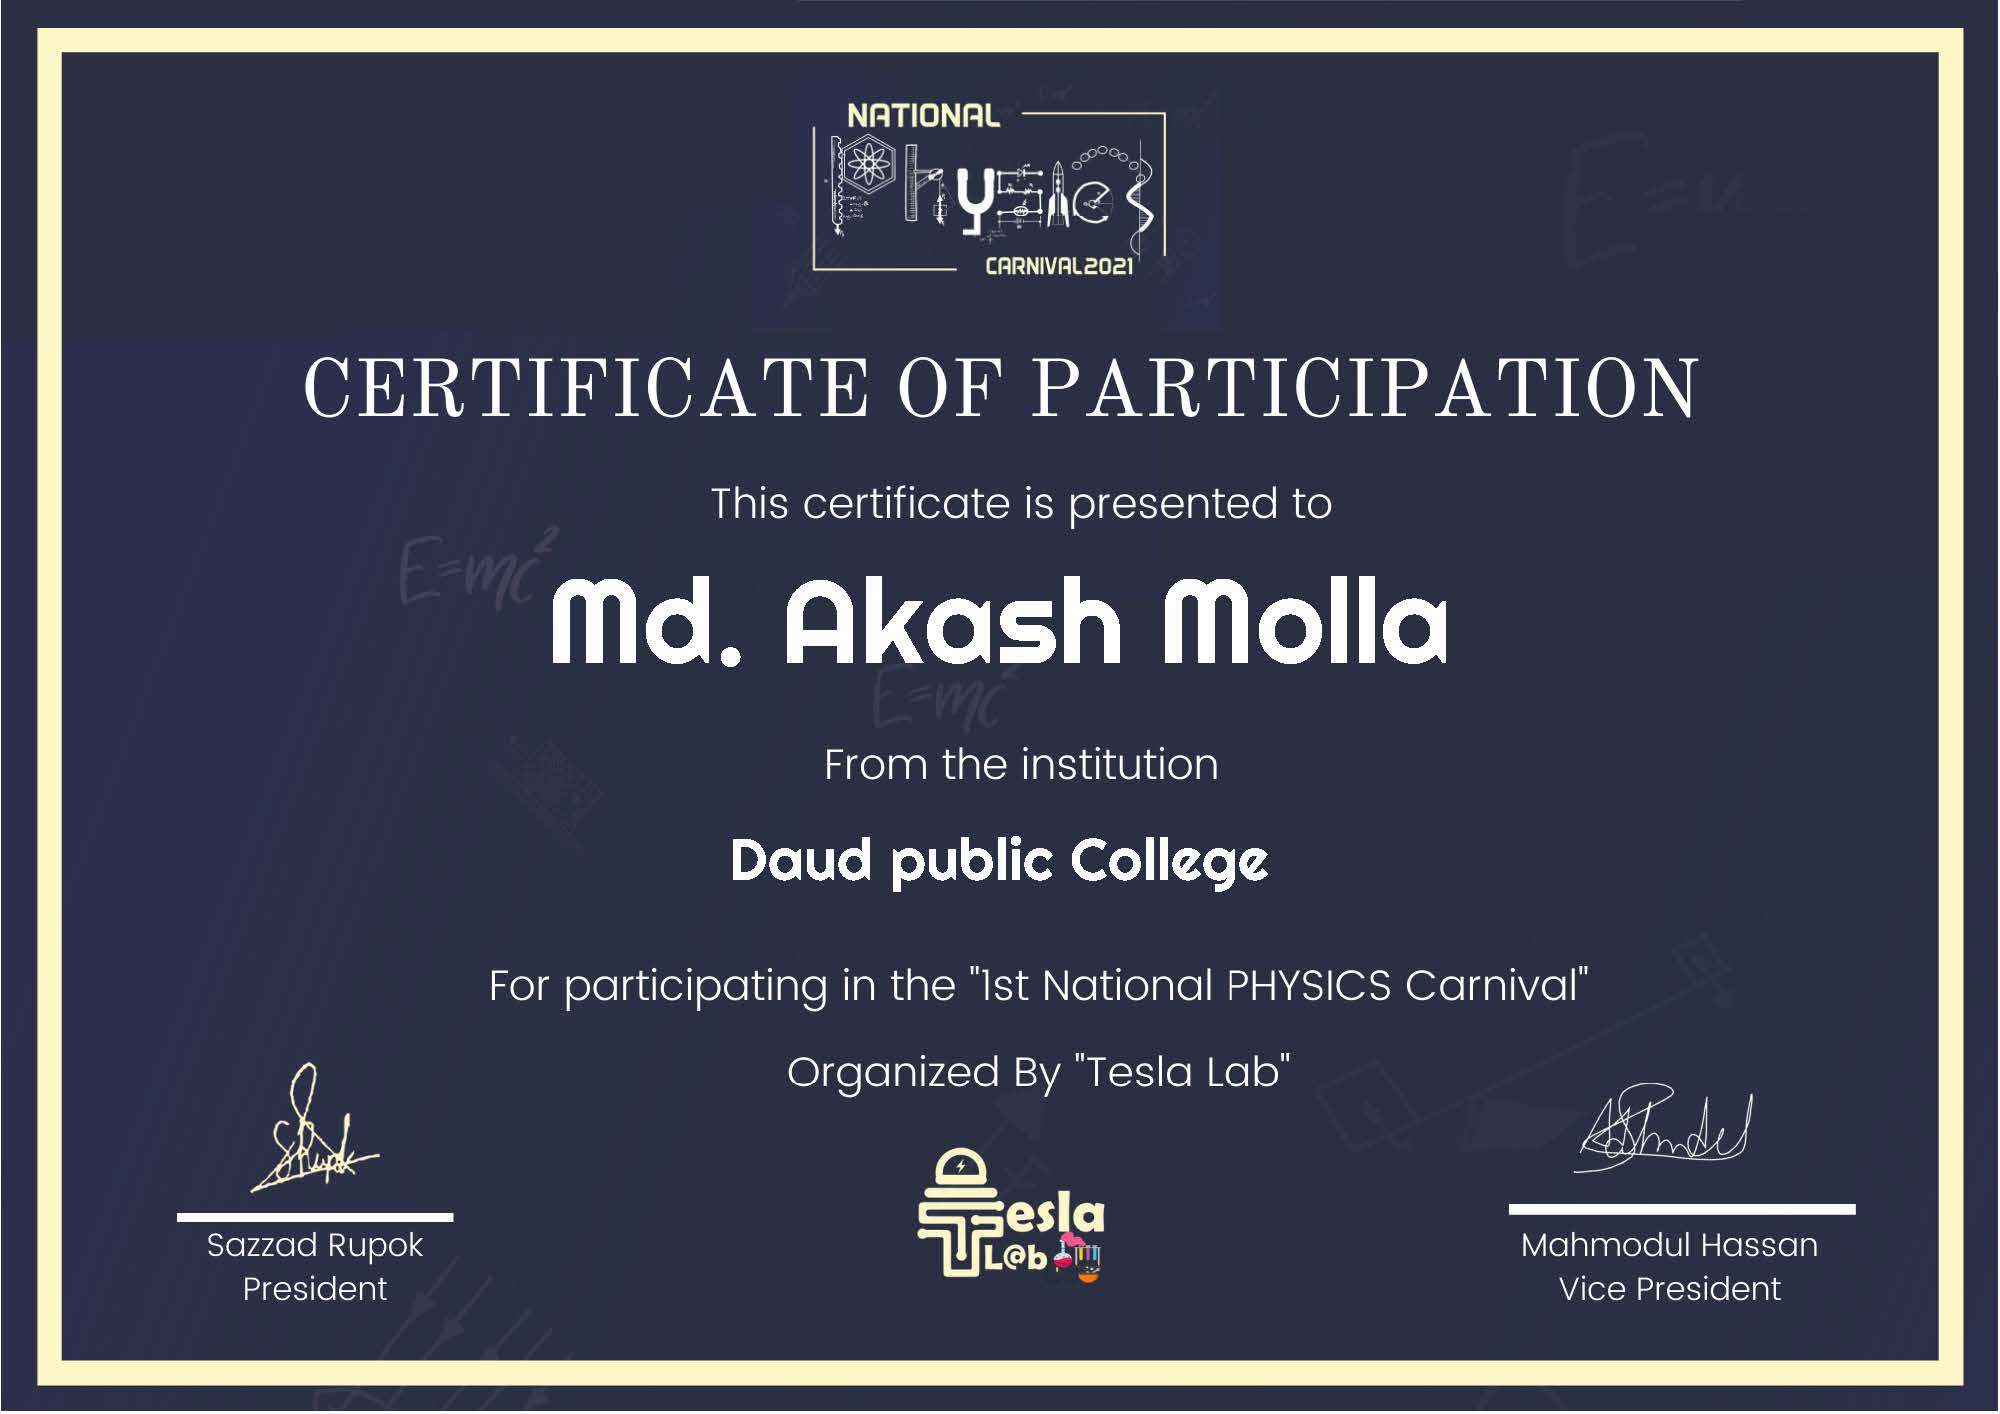 NATIONAL
Physics
CARNIVAL2021
CERTIFICATE OF PARTICIPATION
This certificate is presented to
E=mc²
Md. Akash Molla
E=mc²
From the institution
Daud public College
For participating in the "1st National PHYSICS Carnival"
Organized By "Tesla Lab"
Tesla
L@b
Sazzad Rupok
President
Mahmodul Hassan
Vice President